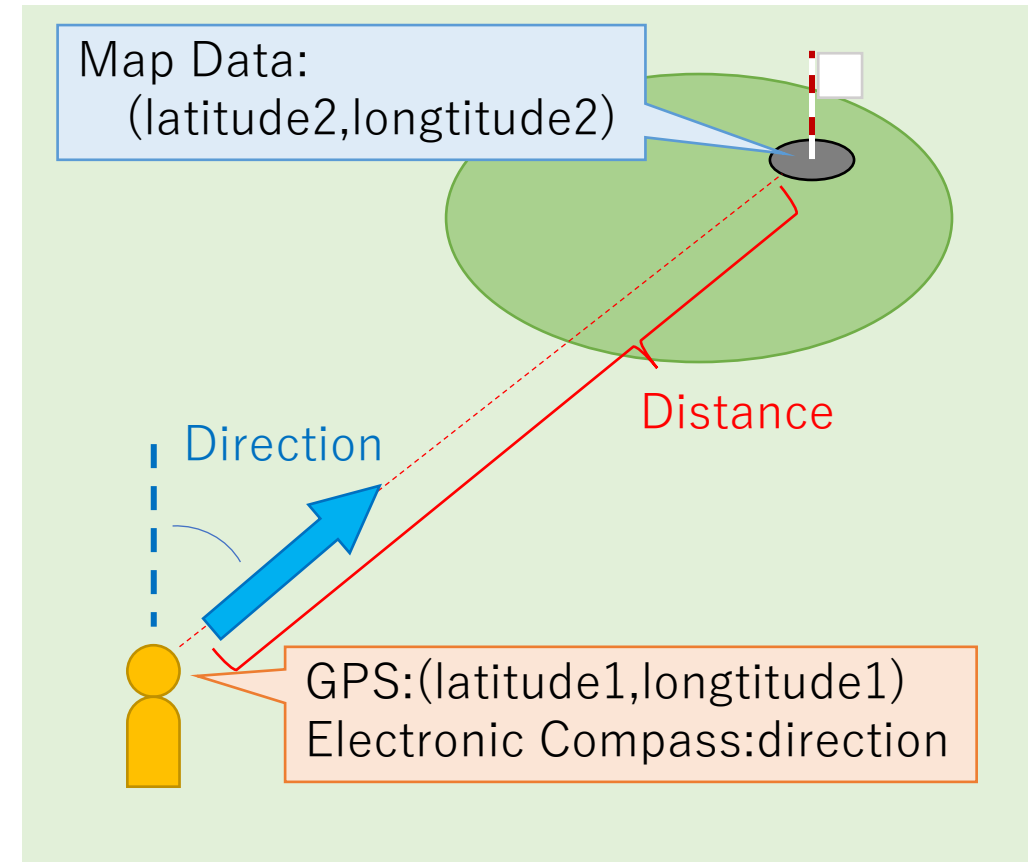 Map Data:
(latitude2,longtitude2)
Direction
Distance
GPS:(latitude1,longtitude1)
Electronic Compass:direction